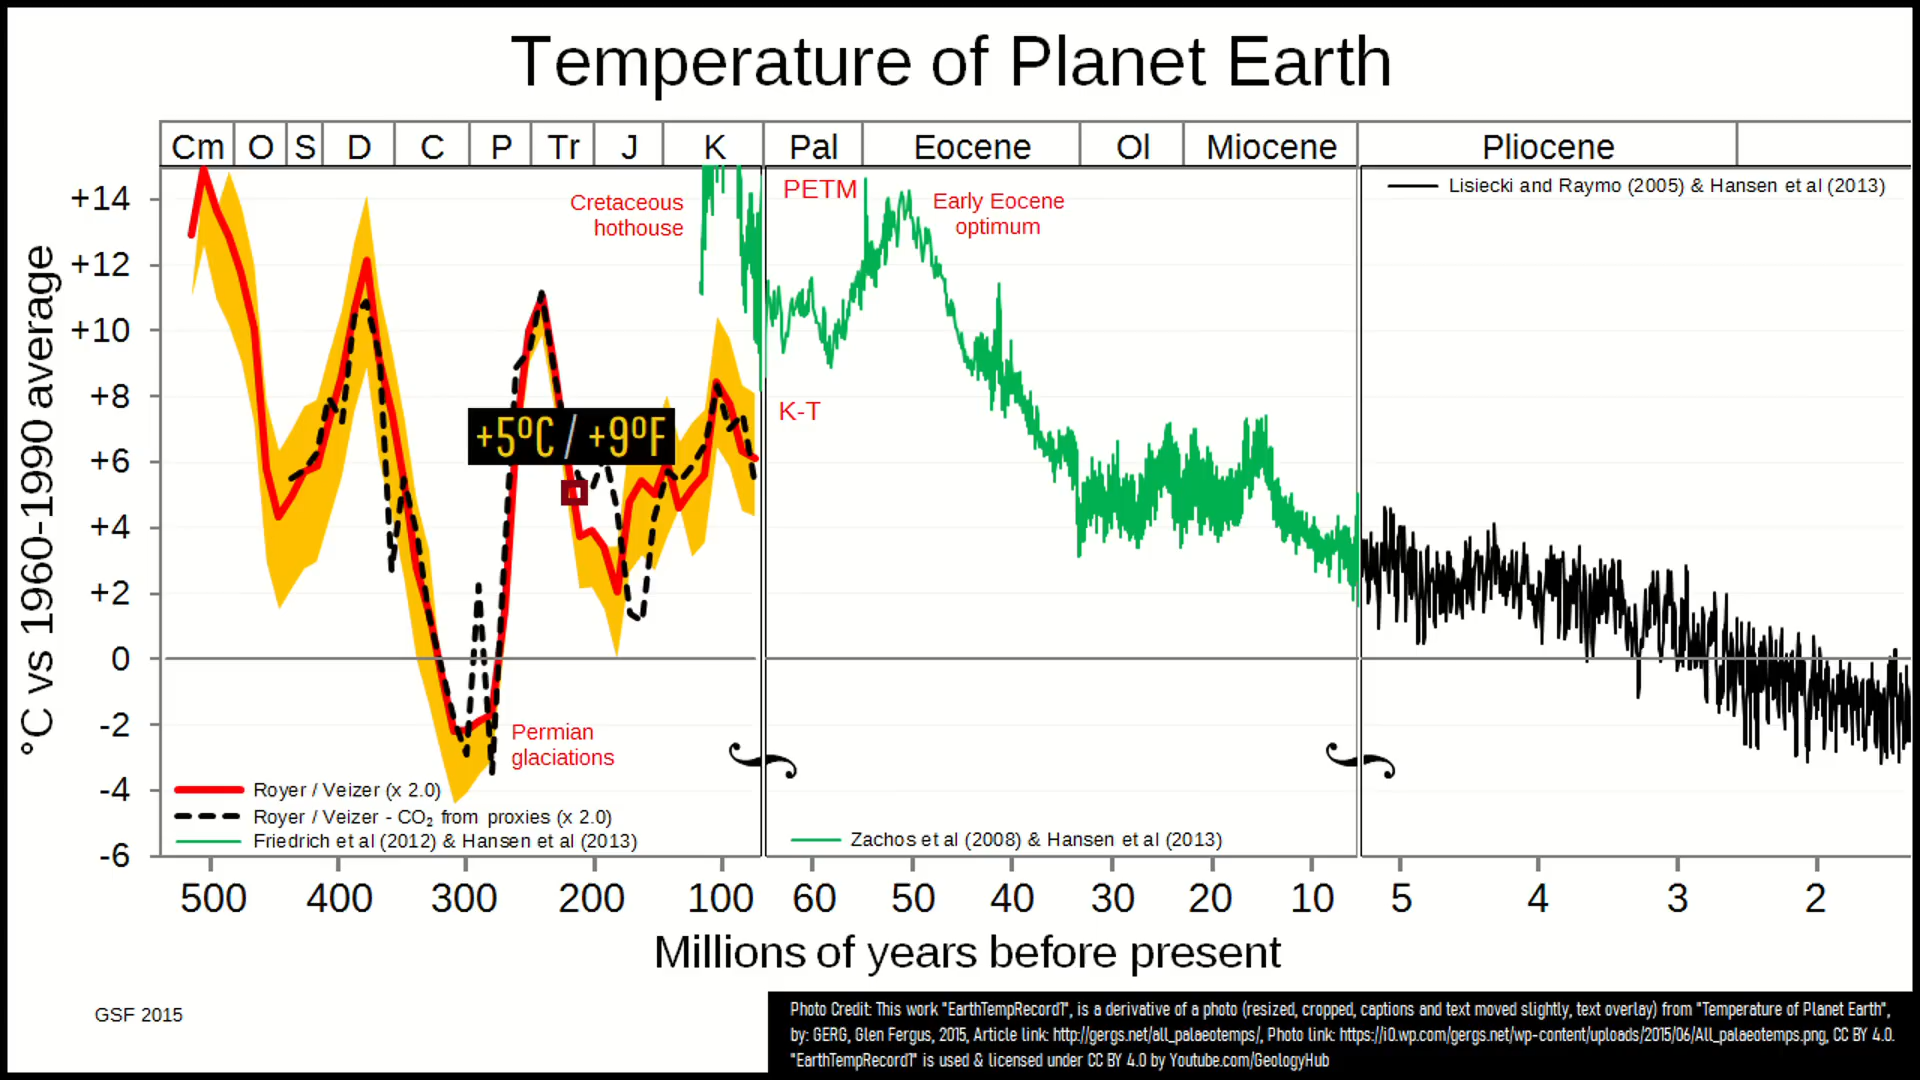 Temperature of Planet Earth
Cm O S D C P Tr J K Pal Eocene Ol Miocene Pliocene
Lisiecki and Raymo (2005) & Hansen et al (2013)
+14
+12
+10
+8
+6
+4
+2
0
-2
-4
-6
°C vs 1960-1990 average
Cretaceous
hothouse
PETM
Early Eocene
optimum
K-T
+5ºC / +9ºF
Permian
glaciations
Royer / Veizer (x 2.0)
Royer / Veizer - CO₂ from proxies (x 2.0)
Friedrich et al (2012) & Hansen et al (2013)
Zachos et al (2008) & Hansen et al (2013)
500 400 300 200 100 60 50 40 30 20 10 5 4 3 2
Millions of years before present
GSF 2015
Photo Credit: This work "EarthTempRecord1", is a derivative of a photo (resized, cropped, captions and text moved slightly, text overlay) from "Temperature of Planet Earth",
by: GERG, Glen Fergus, 2015, Article link: http://gergs.net/all_palaeotemps/, Photo link: https://i0.wp.com/gergs.net/wp-content/uploads/2015/06/All_palaeotemps.png, CC BY 4.0.
"EarthTempRecord1" is used & licensed under CC BY 4.0 by Youtube.com/GeologyHub